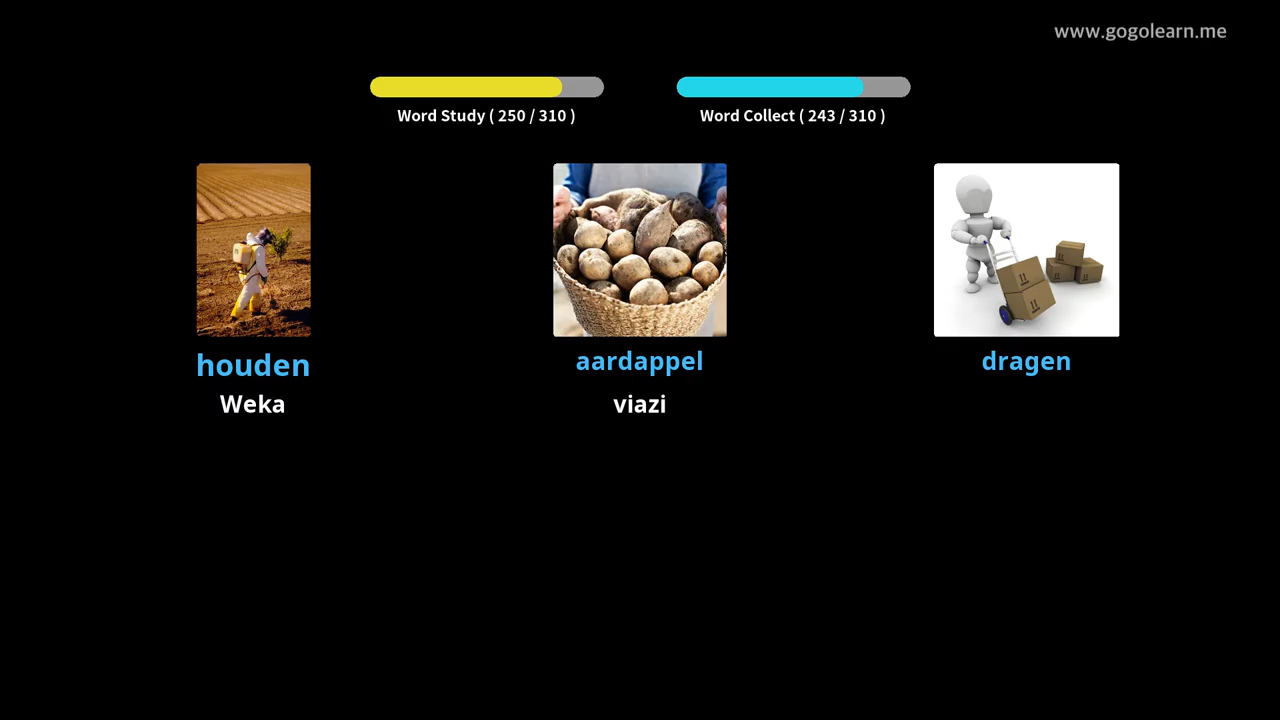 www.gogolearn.me
Word Study ( 250 / 310 )
Word Collect ( 243 / 310 )
houden
aardappel
dragen
Weka
viazi